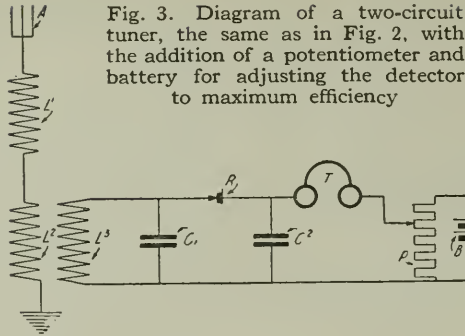 Fig. 3. Diagram of a two-circuit
tuner, the same as in Fig. 2, with
the addition of a potentiometer and
battery for adjusting the detector
to maximum efficiency
A
L'
R
T
L²
L³
C₁
C²
P
B